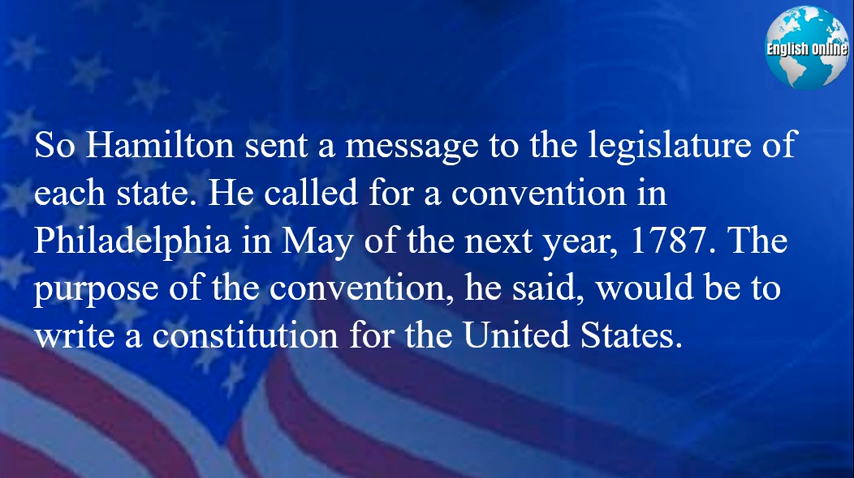 English Online
So Hamilton sent a message to the legislature of
each state. He called for a convention in
Philadelphia in May of the next year, 1787. The
purpose of the convention, he said, would be to
write a constitution for the United States.